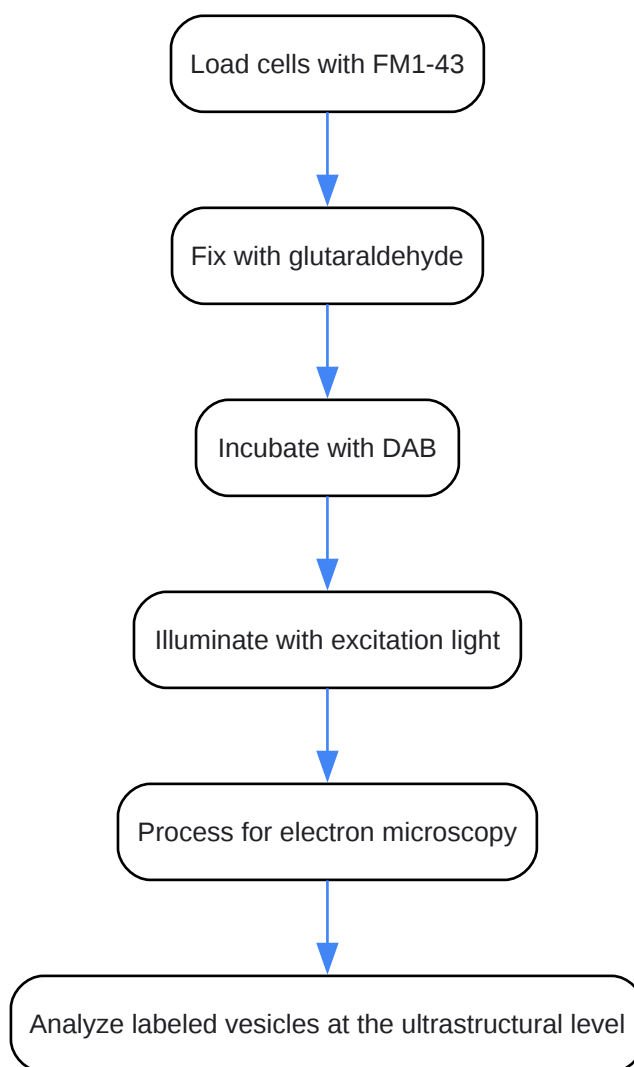 Load cells with FM1-43
Fix with glutaraldehyde
Incubate with DAB
Illuminate with excitation light
Process for electron microscopy
Analyze labeled vesicles at the ultrastructural level